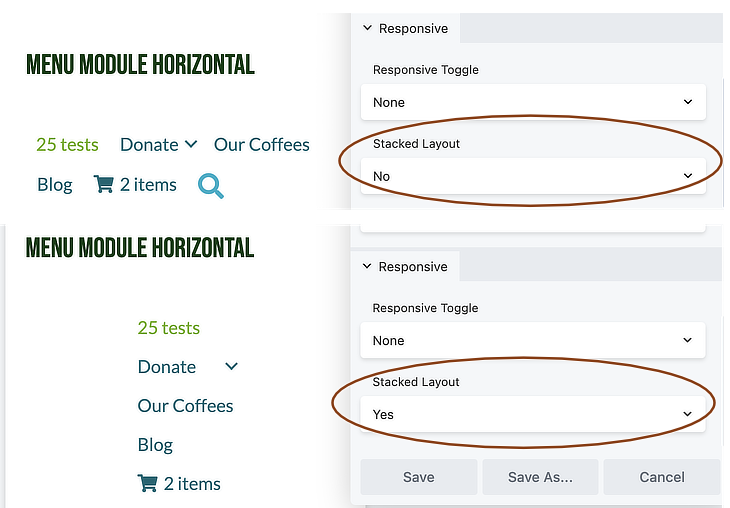 MENU MODULE HORIZONTAL
25 tests Donate Our Coffees
Blog 2 items
Responsive
Responsive Toggle
None
Stacked Layout
No
MENU MODULE HORIZONTAL
25 tests
Donate
Our Coffees
Blog
2 items
Responsive
Responsive Toggle
None
Stacked Layout
Yes
Save Save As... Cancel